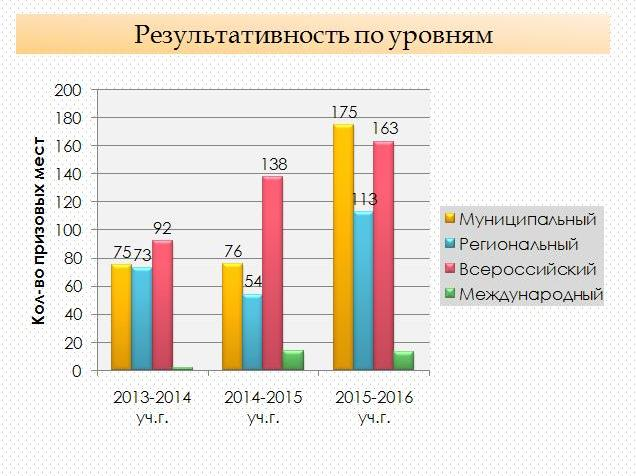 Результативность по уровням
Кол-во призовых мест
200
180
160
140
120
100
80
60
40
20
0
75 73 92
76 54 138
175 113 163
2013-2014 уч.г.
2014-2015 уч.г.
2015-2016 уч.г.
Муниципальный
Региональный
Всероссийский
Международный